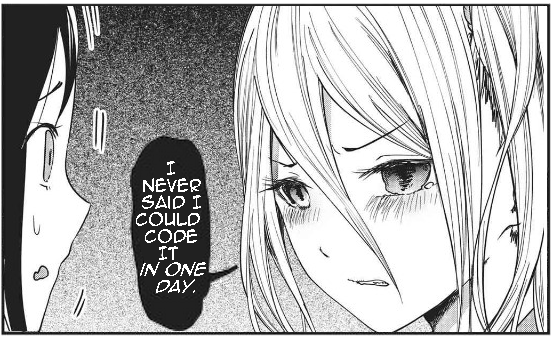 I
NEVER
SAID I
COULD
CODE
IT
IN ONE
DAY.